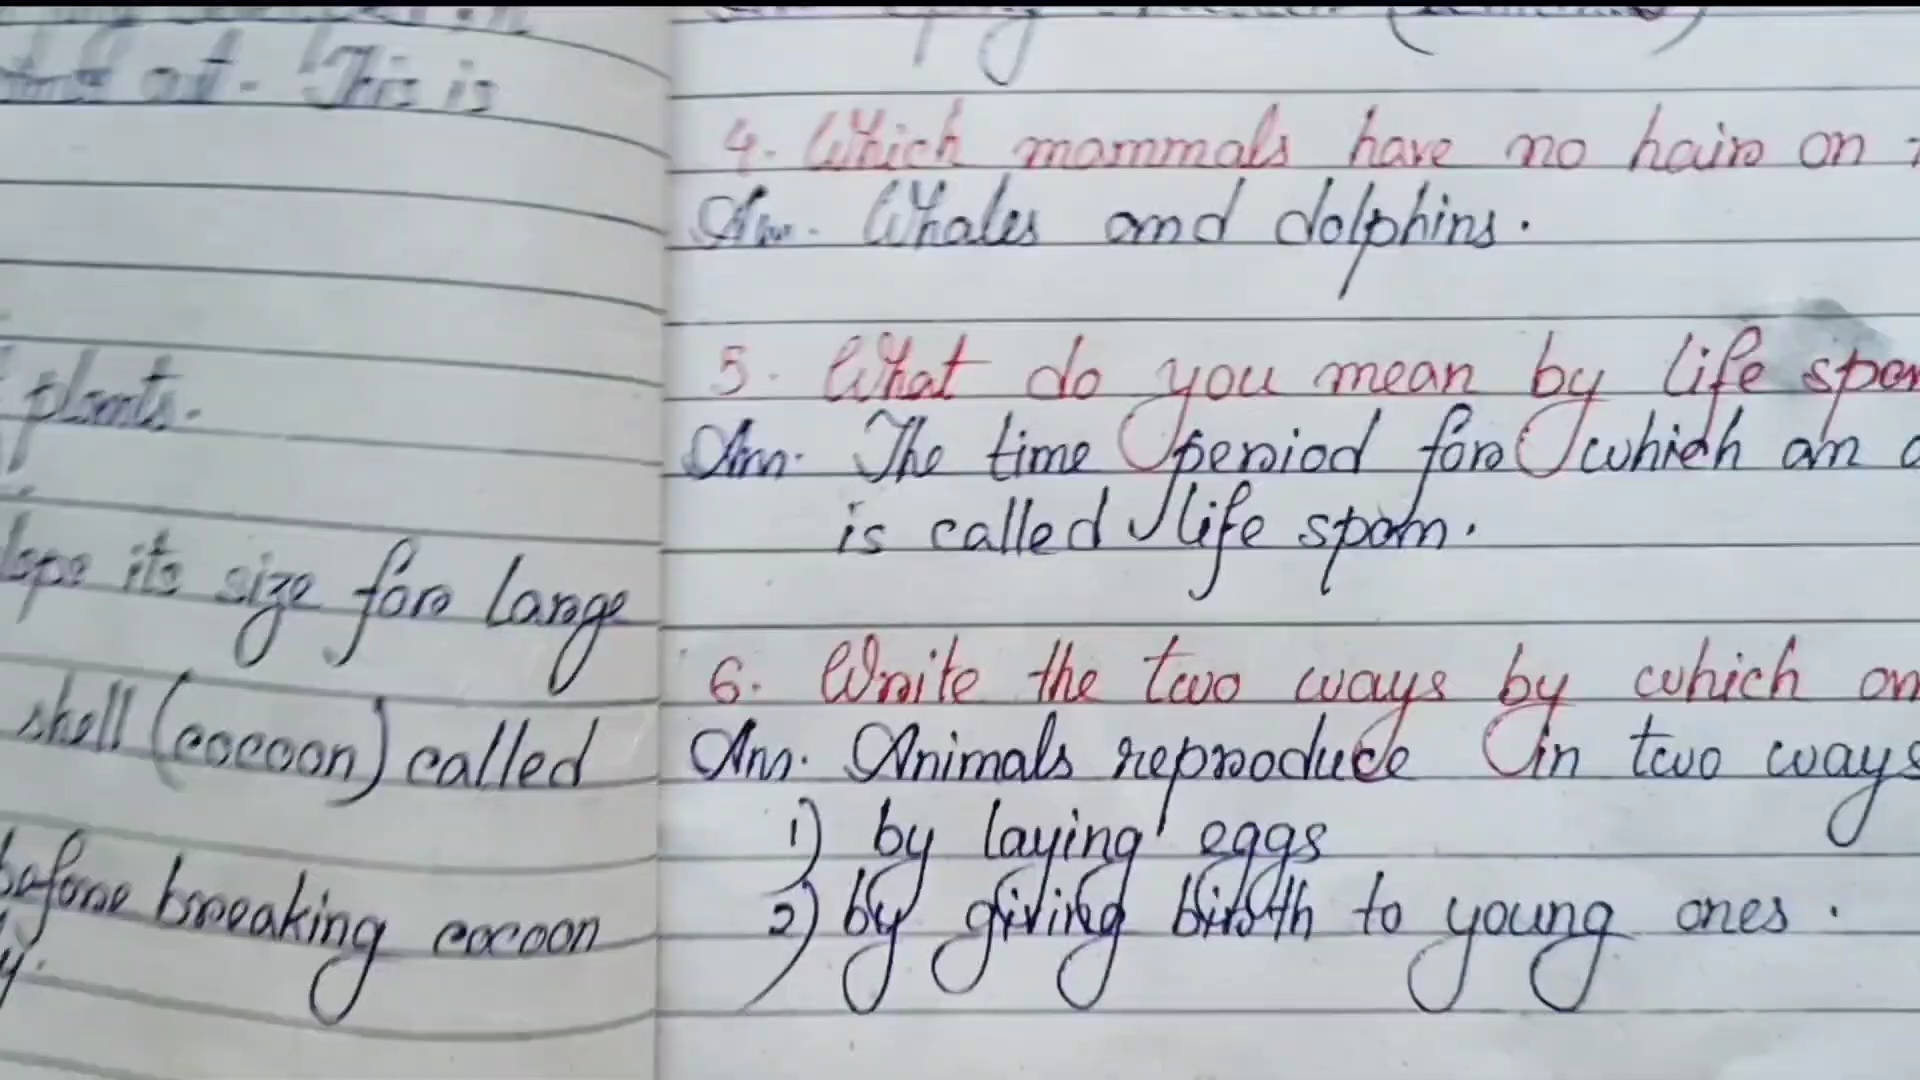 out. This is
plants.
its size for large
shell (cocoon) called
before breaking cocoon
4. Which mammals have no hair on
Ans. Whales and dolphins.
5. What do you mean by life span
Ans. The time period for which an
is called life span.
6. Write the two ways by which
Ans. Animals reproduce in two ways
1) by laying eggs
2) by giving birth to young ones.